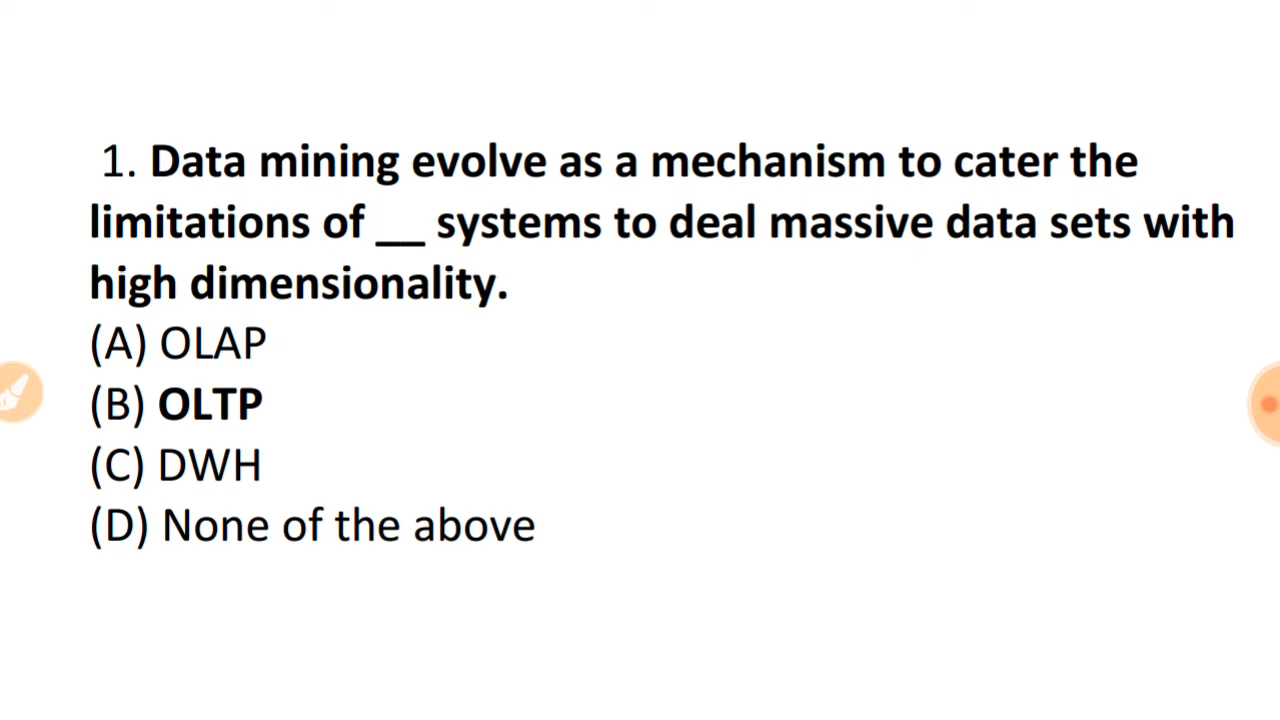 1. Data mining evolve as a mechanism to cater the
limitations of __ systems to deal massive data sets with
high dimensionality.
(A) OLAP
(B) OLTP
(C) DWH
(D) None of the above